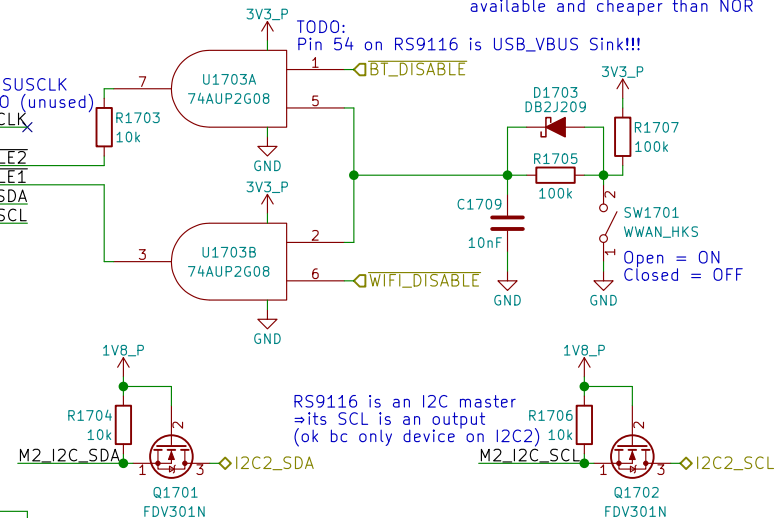 available and cheaper than NOR
3V3_P
TODO:
Pin 54 on RS9116 is USB_VBUS Sink!!!
1
BT_DISABLE
U1703A
74AUP2G08
7
5
GND
SUSCLK
O (unused)
CLK
R1703
10k
LE2
LE1
SDA
SCL
3V3_P
D1703
DB2J209
R1707
100k
R1705
100k
3V3_P
C1709
10nF
GND
2
SW1701
WWAN_HKS
1
Open = ON
Closed = OFF
GND
U1703B
74AUP2G08
3
2
6
WIFI_DISABLE
GND
1V8_P
R1704
10k
2
M2_I2C_SDA
1
3
I2C2_SDA
Q1701
FDV301N
RS9116 is an I2C master
⇒its SCL is an output
(ok bc only device on I2C2)
1V8_P
R1706
10k
2
M2_I2C_SCL
1
3
I2C2_SCL
Q1702
FDV301N